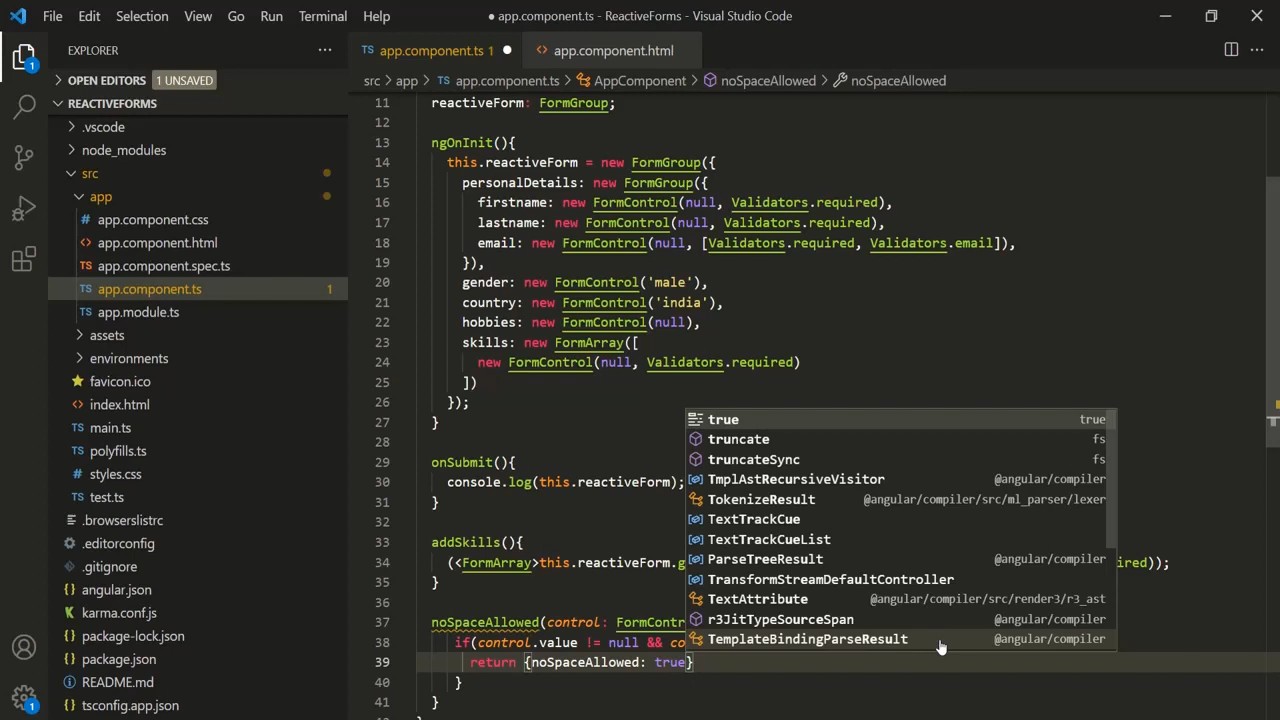 File Edit Selection View Go Run Terminal Help ● app.component.ts - ReactiveForms - Visual Studio Code
EXPLORER
OPEN EDITORS 1 UNSAVED
REACTIVEFORMS
.vscode
node_modules
src
app
app.component.css
app.component.html
app.component.spec.ts
TS app.component.ts 1
TS app.module.ts
assets
environments
favicon.ico
index.html
TS main.ts
TS polyfills.ts
styles.css
TS test.ts
.browserslistrc
.editorconfig
.gitignore
angular.json
karma.conf.js
package-lock.json
package.json
README.md
tsconfig.app.json
1
1
TS app.component.ts 1 ● <> app.component.html
src > app > TS app.component.ts > AppComponent > noSpaceAllowed > noSpaceAllowed
11 reactiveForm: FormGroup;
12
13 ngOnInit(){
14 this.reactiveForm = new FormGroup({
15 personalDetails: new FormGroup({
16 firstname: new FormControl(null, Validators.required),
17 lastname: new FormControl(null, Validators.required),
18 email: new FormControl(null, [Validators.required, Validators.email]),
19 }),
20 gender: new FormControl('male'),
21 country: new FormControl('india'),
22 hobbies: new FormControl(null),
23 skills: new FormArray([
24 new FormControl(null, Validators.required)
25 ])
26 });
27 }
28
29 onSubmit(){
30 console.log(this.reactiveForm);
31 }
32
33 addSkills(){
34 (<FormArray>this.reactiveForm.g ired));
35 }
36
37 noSpaceAllowed(control: FormContr
38 if(control.value != null && co
39 return {noSpaceAllowed: true}
40 }
41 }
true true
truncate fs
truncateSync fs
TmplAstRecursiveVisitor @angular/compiler
TokenizeResult @angular/compiler/src/ml_parser/lexer
TextTrackCue
TextTrackCueList
ParseTreeResult @angular/compiler
TransformStreamDefaultController
TextAttribute @angular/compiler/src/render3/r3_ast
r3JitTypeSourceSpan @angular/compiler
TemplateBindingParseResult @angular/compiler